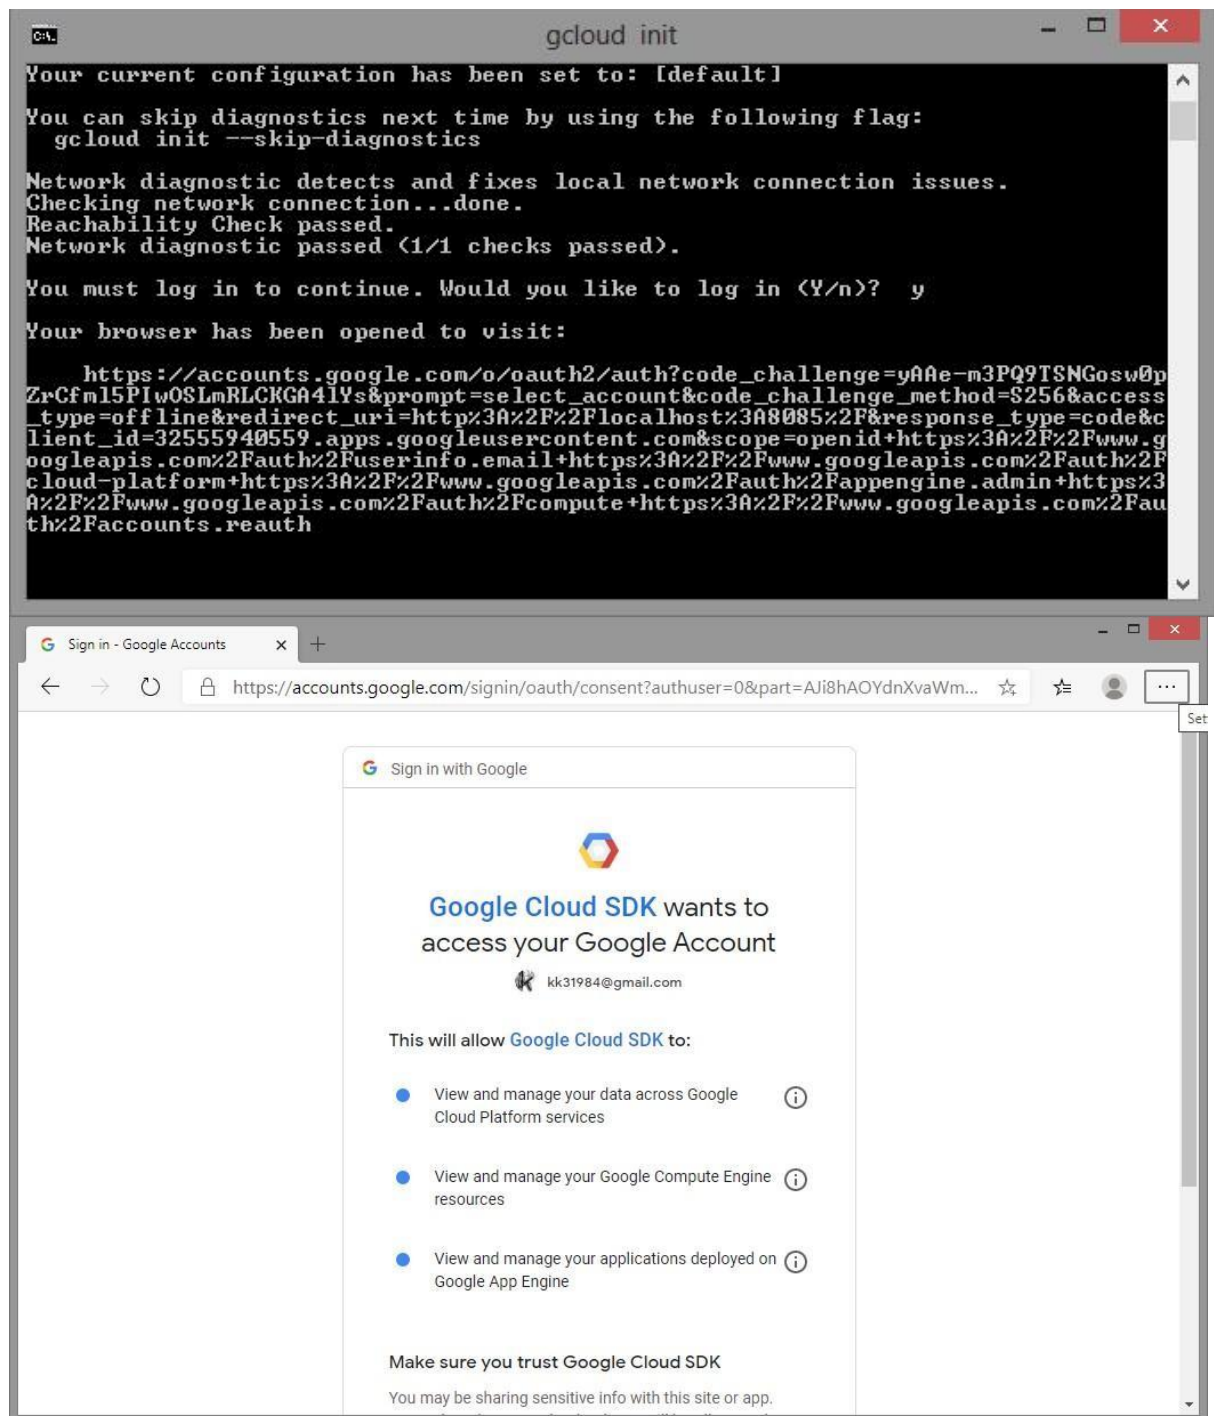 gcloud init
Your current configuration has been set to: [default]
You can skip diagnostics next time by using the following flag:
gcloud init --skip-diagnostics
Network diagnostic detects and fixes local network connection issues.
Checking network connection...done.
Reachability Check passed.
Network diagnostic passed (1/1 checks passed).
You must log in to continue. Would you like to log in (Y/n)?  y
Your browser has been opened to visit:
https://accounts.google.com/o/oauth2/auth?code_challenge=yAAe-m3PQ9TSNGosw0p
ZrCfml5PIwOSLmRLCKGA4lYs&prompt=select_account&code_challenge_method=S256&access
_type=offline&redirect_uri=http%3A%2F%2Flocalhost%3A8085%2F&response_type=code&c
lient_id=32555940559.apps.googleusercontent.com&scope=openid+https%3A%2F%2Fwww.g
oogleapis.com%2Fauth%2Fuserinfo.email+https%3A%2F%2Fwww.googleapis.com%2Fauth%2F
cloud-platform+https%3A%2F%2Fwww.googleapis.com%2Fauth%2Fappengine.admin+https%3
A%2F%2Fwww.googleapis.com%2Fauth%2Fcompute+https%3A%2F%2Fwww.googleapis.com%2Fau
th%2Faccounts.reauth
Sign in - Google Accounts
https://accounts.google.com/signin/oauth/consent?authuser=0&part=AJi8hAOYdnXvaWm...
Set
Sign in with Google
Google Cloud SDK wants to
access your Google Account
kk31984@gmail.com
This will allow Google Cloud SDK to:
View and manage your data across Google
Cloud Platform services
View and manage your Google Compute Engine
resources
View and manage your applications deployed on
Google App Engine
Make sure you trust Google Cloud SDK
You may be sharing sensitive info with this site or app.